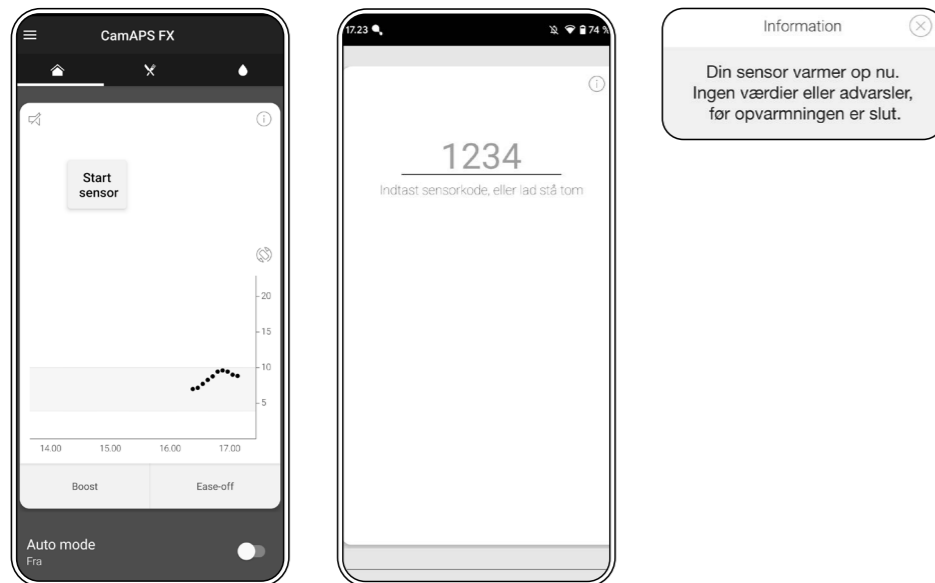 CamAPS FX
Start
sensor
20
15
10
5
14.00 15.00 16.00 17.00
Boost Ease-off
Auto mode
Fra
17.23 74 %
1234
Indtast sensorkode, eller lad stå tom
Information
Din sensor varmer op nu.
Ingen værdier eller advarsler,
før opvarmningen er slut.